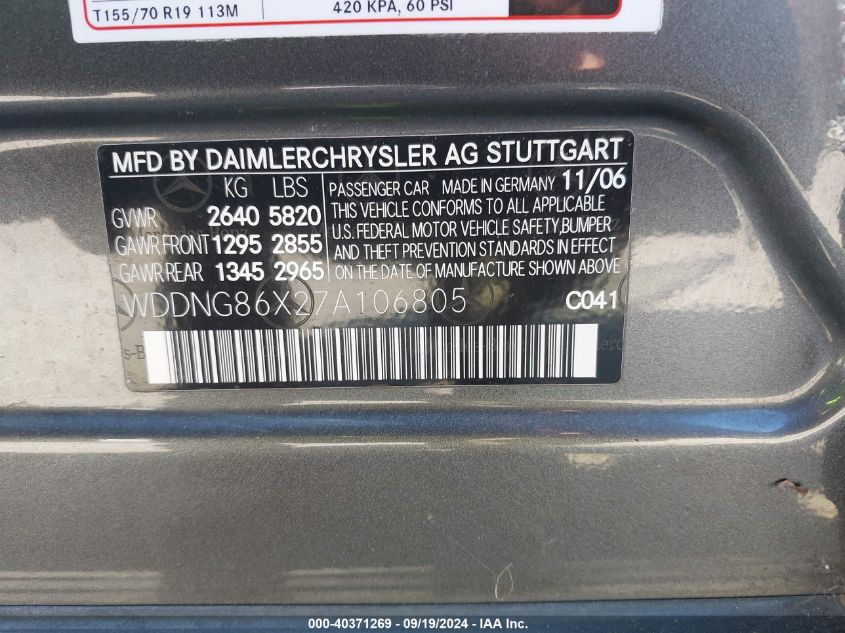 T155/70 R19 113M 420 KPA, 60 PSI
MFD BY DAIMLERCHRYSLER AG STUTTGART
KG LBS
GVWR 2640 5820
GAWR FRONT 1295 2855
GAWR REAR 1345 2965
PASSENGER CAR MADE IN GERMANY 11/06
THIS VEHICLE CONFORMS TO ALL APPLICABLE
U.S. FEDERAL MOTOR VEHICLE SAFETY,BUMPER
AND THEFT PREVENTION STANDARDS IN EFFECT
ON THE DATE OF MANUFACTURE SHOWN ABOVE
WDDNG86X27A106805 C041
000-40371269 - 09/19/2024 - IAA.com